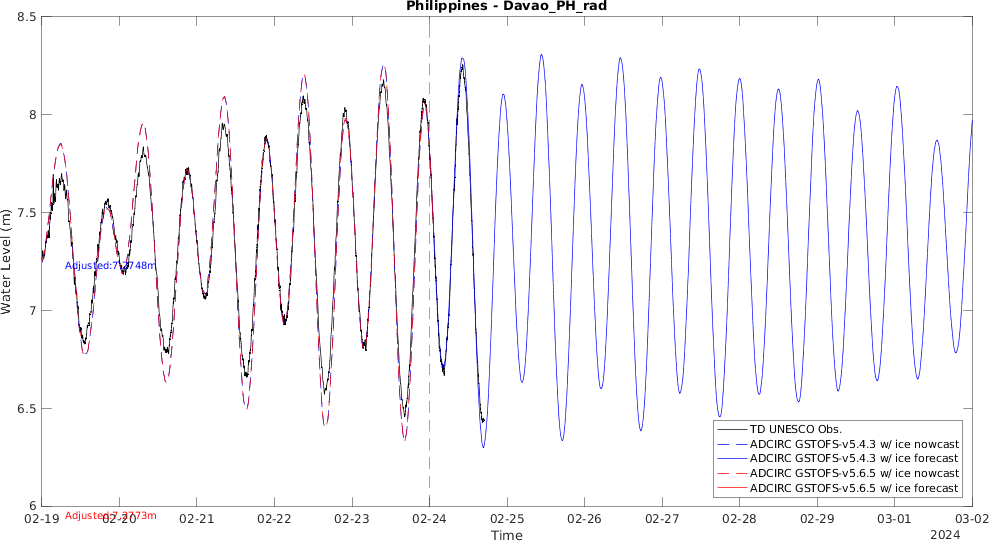 Philippines - Davao_PH_rad
8.5
8
7.5
7
6.5
6
Water Level (m)
Adjusted:7.3748m
Adjusted:7.3773m
02-19
02-20
02-21
02-22
02-23
02-24
02-25
02-26
02-27
02-28
02-29
03-01
03-02
Time
2024
TD UNESCO Obs.
ADCIRC GSTOFS-v5.4.3 w/ ice nowcast
ADCIRC GSTOFS-v5.4.3 w/ ice forecast
ADCIRC GSTOFS-v5.6.5 w/ ice nowcast
ADCIRC GSTOFS-v5.6.5 w/ ice forecast